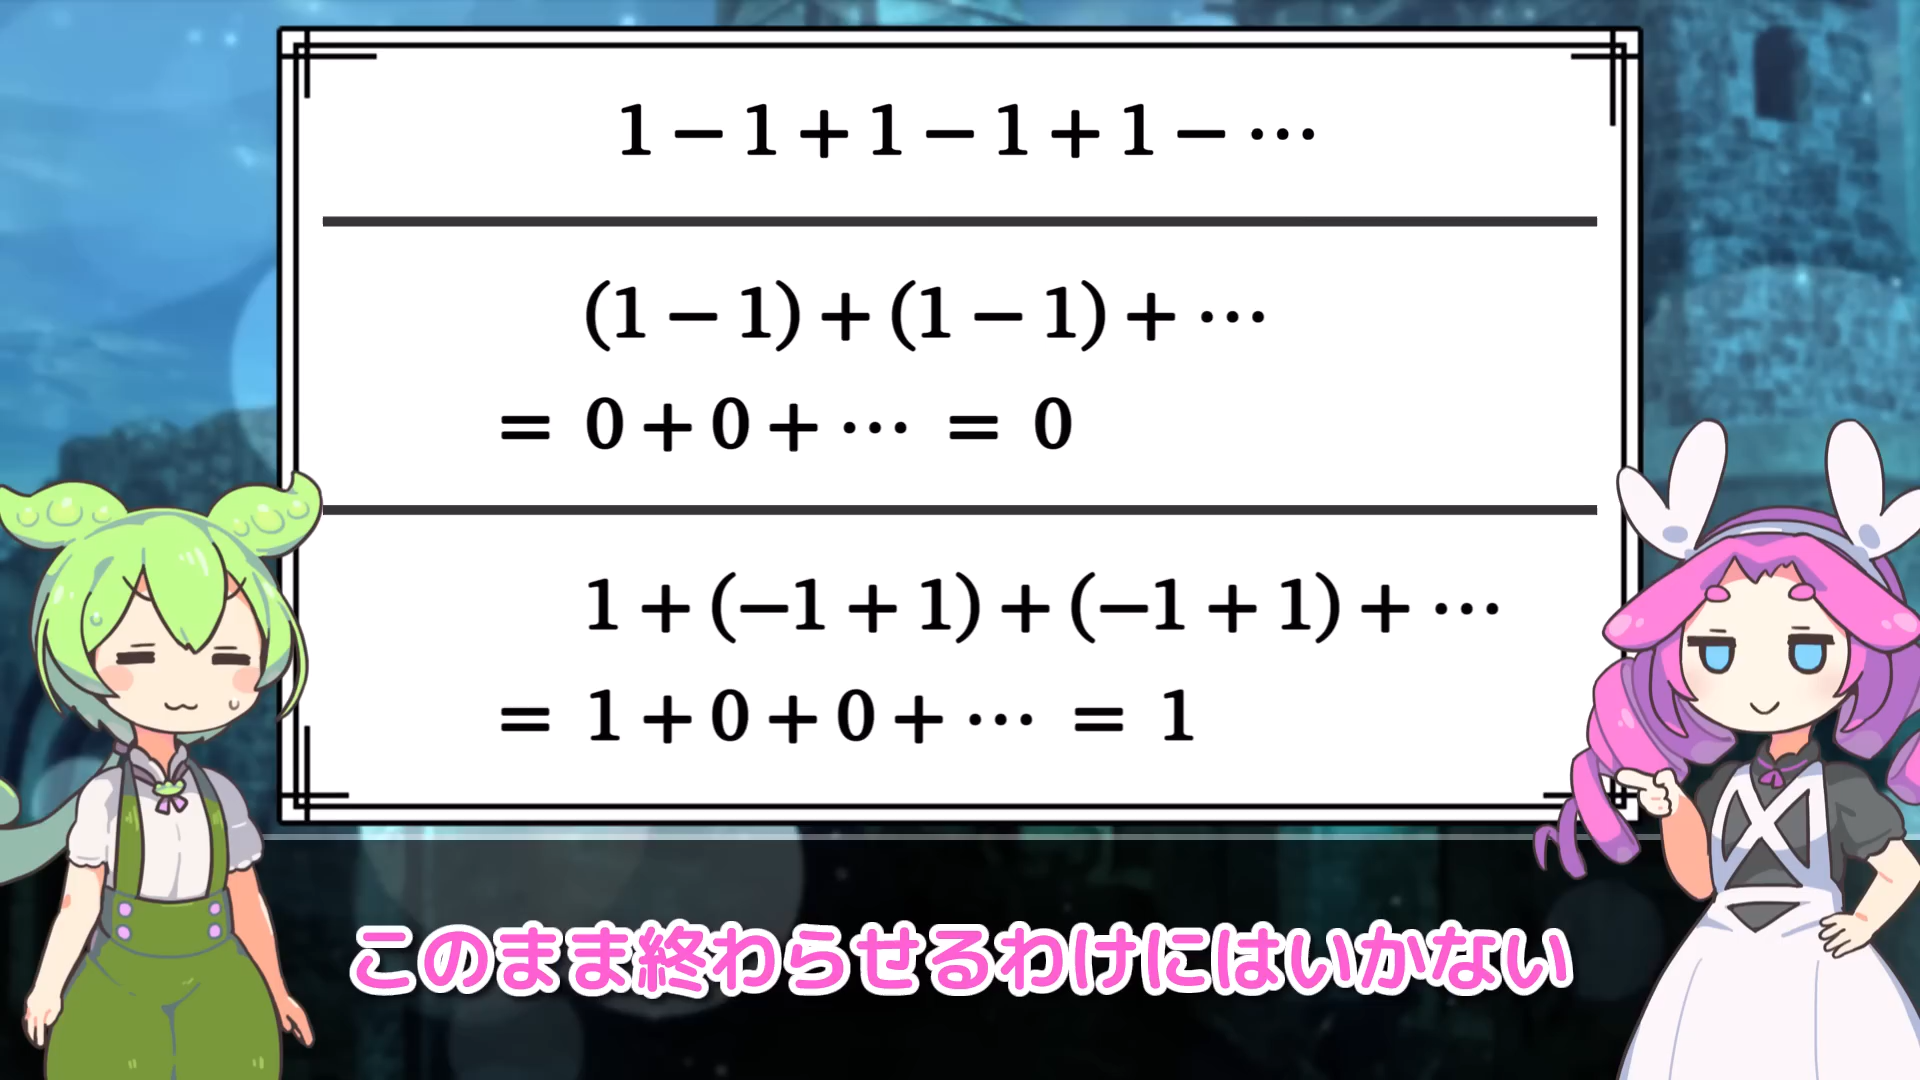 1 − 1 + 1 − 1 + 1 − ⋯
(1 − 1) + (1 − 1) + ⋯
= 0 + 0 + ⋯ = 0
1 + (−1 + 1) + (−1 + 1) + ⋯
= 1 + 0 + 0 + ⋯ = 1
このまま終わらせるわけにはいかない